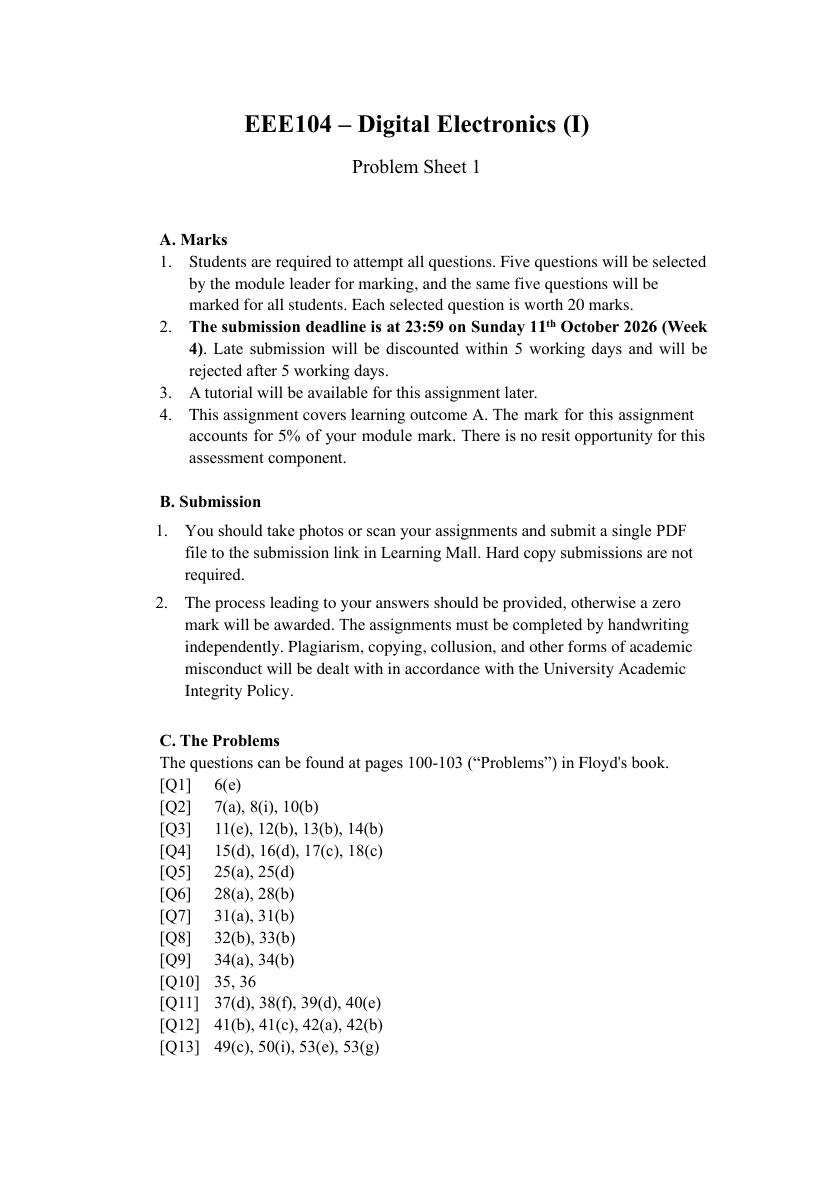 EEE104 – Digital Electronics (I)
Problem Sheet 1
A. Marks
1. Students are required to attempt all questions. Five questions will be selected
by the module leader for marking, and the same five questions will be
marked for all students. Each selected question is worth 20 marks.
2. The submission deadline is at 23:59 on Sunday 11th October 2026 (Week
4). Late submission will be discounted within 5 working days and will be
rejected after 5 working days.
3. A tutorial will be available for this assignment later.
4. This assignment covers learning outcome A. The mark for this assignment
accounts for 5% of your module mark. There is no resit opportunity for this
assessment component.
B. Submission
1. You should take photos or scan your assignments and submit a single PDF
file to the submission link in Learning Mall. Hard copy submissions are not
required.
2. The process leading to your answers should be provided, otherwise a zero
mark will be awarded. The assignments must be completed by handwriting
independently. Plagiarism, copying, collusion, and other forms of academic
misconduct will be dealt with in accordance with the University Academic
Integrity Policy.
C. The Problems
The questions can be found at pages 100-103 (“Problems”) in Floyd's book.
[Q1] 6(e)
[Q2] 7(a), 8(i), 10(b)
[Q3] 11(e), 12(b), 13(b), 14(b)
[Q4] 15(d), 16(d), 17(c), 18(c)
[Q5] 25(a), 25(d)
[Q6] 28(a), 28(b)
[Q7] 31(a), 31(b)
[Q8] 32(b), 33(b)
[Q9] 34(a), 34(b)
[Q10] 35, 36
[Q11] 37(d), 38(f), 39(d), 40(e)
[Q12] 41(b), 41(c), 42(a), 42(b)
[Q13] 49(c), 50(i), 53(e), 53(g)